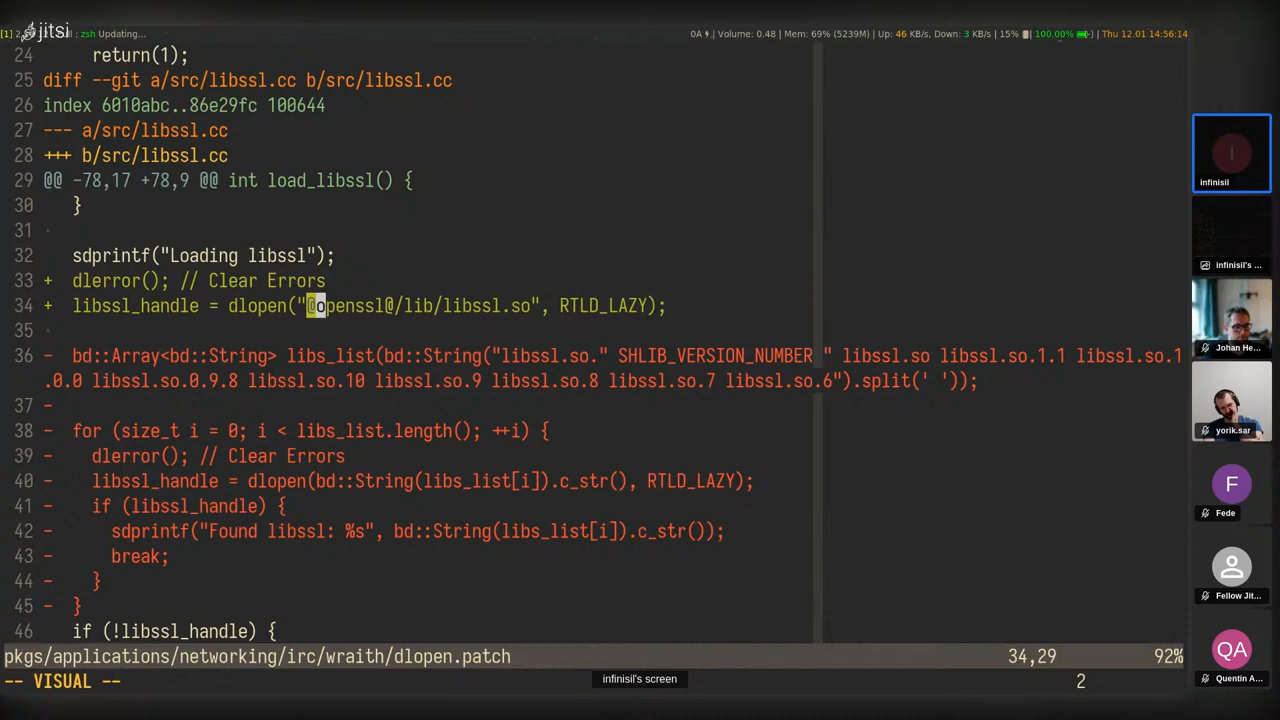 jitsi
[1] 2 zsh Updating... 0A | Volume: 0.48 | Mem: 69% (5239M) | Up: 46 KB/s, Down: 3 KB/s | 15% | 100.00% | Thu 12.01 14:56:14
24 return(1);
25 diff --git a/src/libssl.cc b/src/libssl.cc
26 index 6010abc..86e29fc 100644
27 --- a/src/libssl.cc
28 +++ b/src/libssl.cc
29 @@ -78,17 +78,9 @@ int load_libssl() {
30 }
31
32 sdprintf("Loading libssl");
33 + dlerror(); // Clear Errors
34 + libssl_handle = dlopen("@openssl@/lib/libssl.so", RTLD_LAZY);
35
36 - bd::Array<bd::String> libs_list(bd::String("libssl.so." SHLIB_VERSION_NUMBER " libssl.so libssl.so.1.1 libssl.so.1
.0.0 libssl.so.0.9.8 libssl.so.10 libssl.so.9 libssl.so.8 libssl.so.7 libssl.so.6").split(' '));
37 -
38 - for (size_t i = 0; i < libs_list.length(); ++i) {
39 - dlerror(); // Clear Errors
40 - libssl_handle = dlopen(bd::String(libs_list[i]).c_str(), RTLD_LAZY);
41 - if (libssl_handle) {
42 - sdprintf("Found libssl: %s", bd::String(libs_list[i]).c_str());
43 - break;
44 - }
45 - }
46 if (!libssl_handle) {
pkgs/applications/networking/irc/wraith/dlopen.patch 34,29 92%
-- VISUAL -- 2
infinisil's screen
I
infinisil
infinisil's ...
Johan He...
yorik.sar
F
Fede
Fellow Jit...
QA
Quentin A...